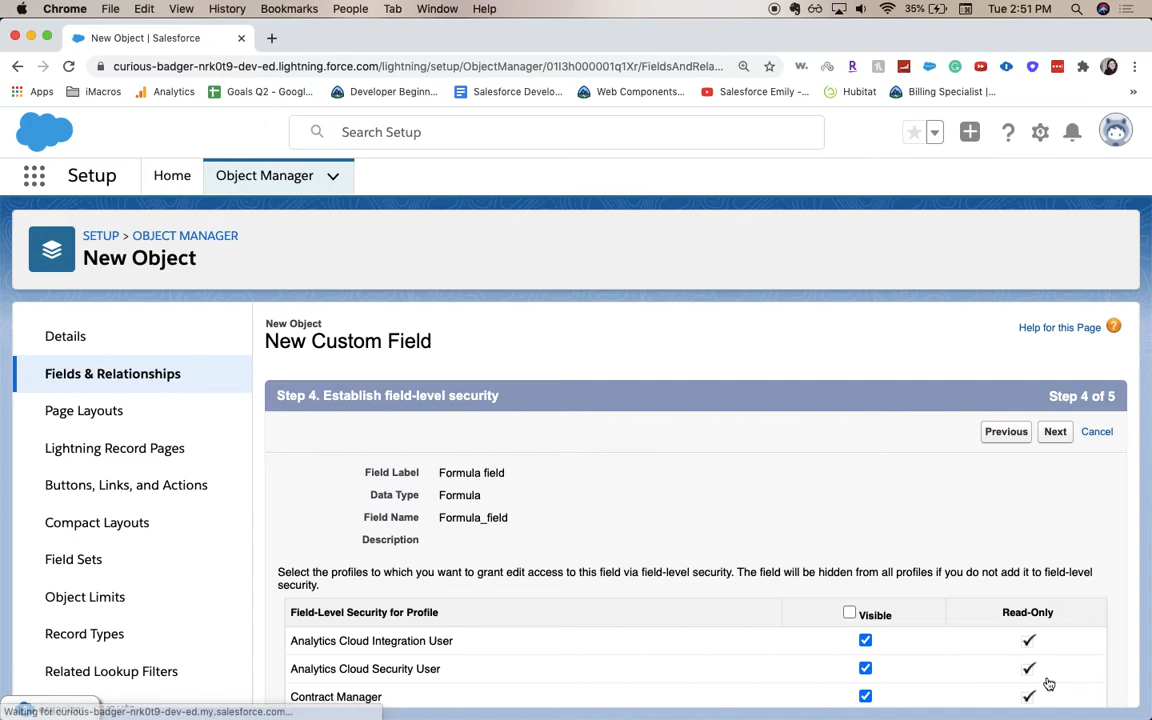 Chrome File Edit View History Bookmarks People Tab Window Help 35% Tue 2:51 PM
New Object | Salesforce
curious-badger-nrk0t9-dev-ed.lightning.force.com/lightning/setup/ObjectManager/01I3h000001q1Xr/FieldsAndRela...
Apps iMacros Analytics Goals Q2 - Googl... Developer Beginn... Salesforce Develo... Web Components... Salesforce Emily -... Hubitat Billing Specialist |... »
Search Setup
Setup Home Object Manager
SETUP > OBJECT MANAGER
New Object
Details
Fields & Relationships
Page Layouts
Lightning Record Pages
Buttons, Links, and Actions
Compact Layouts
Field Sets
Object Limits
Record Types
Related Lookup Filters
New Object
New Custom Field
Help for this Page ?
Step 4. Establish field-level security Step 4 of 5
Previous Next Cancel
Field Label Formula field
Data Type Formula
Field Name Formula_field
Description
Select the profiles to which you want to grant edit access to this field via field-level security. The field will be hidden from all profiles if you do not add it to field-level
security.
Field-Level Security for Profile Visible Read-Only
Analytics Cloud Integration User
Analytics Cloud Security User
Contract Manager
Waiting for curious-badger-nrk0t9-dev-ed.my.salesforce.com...